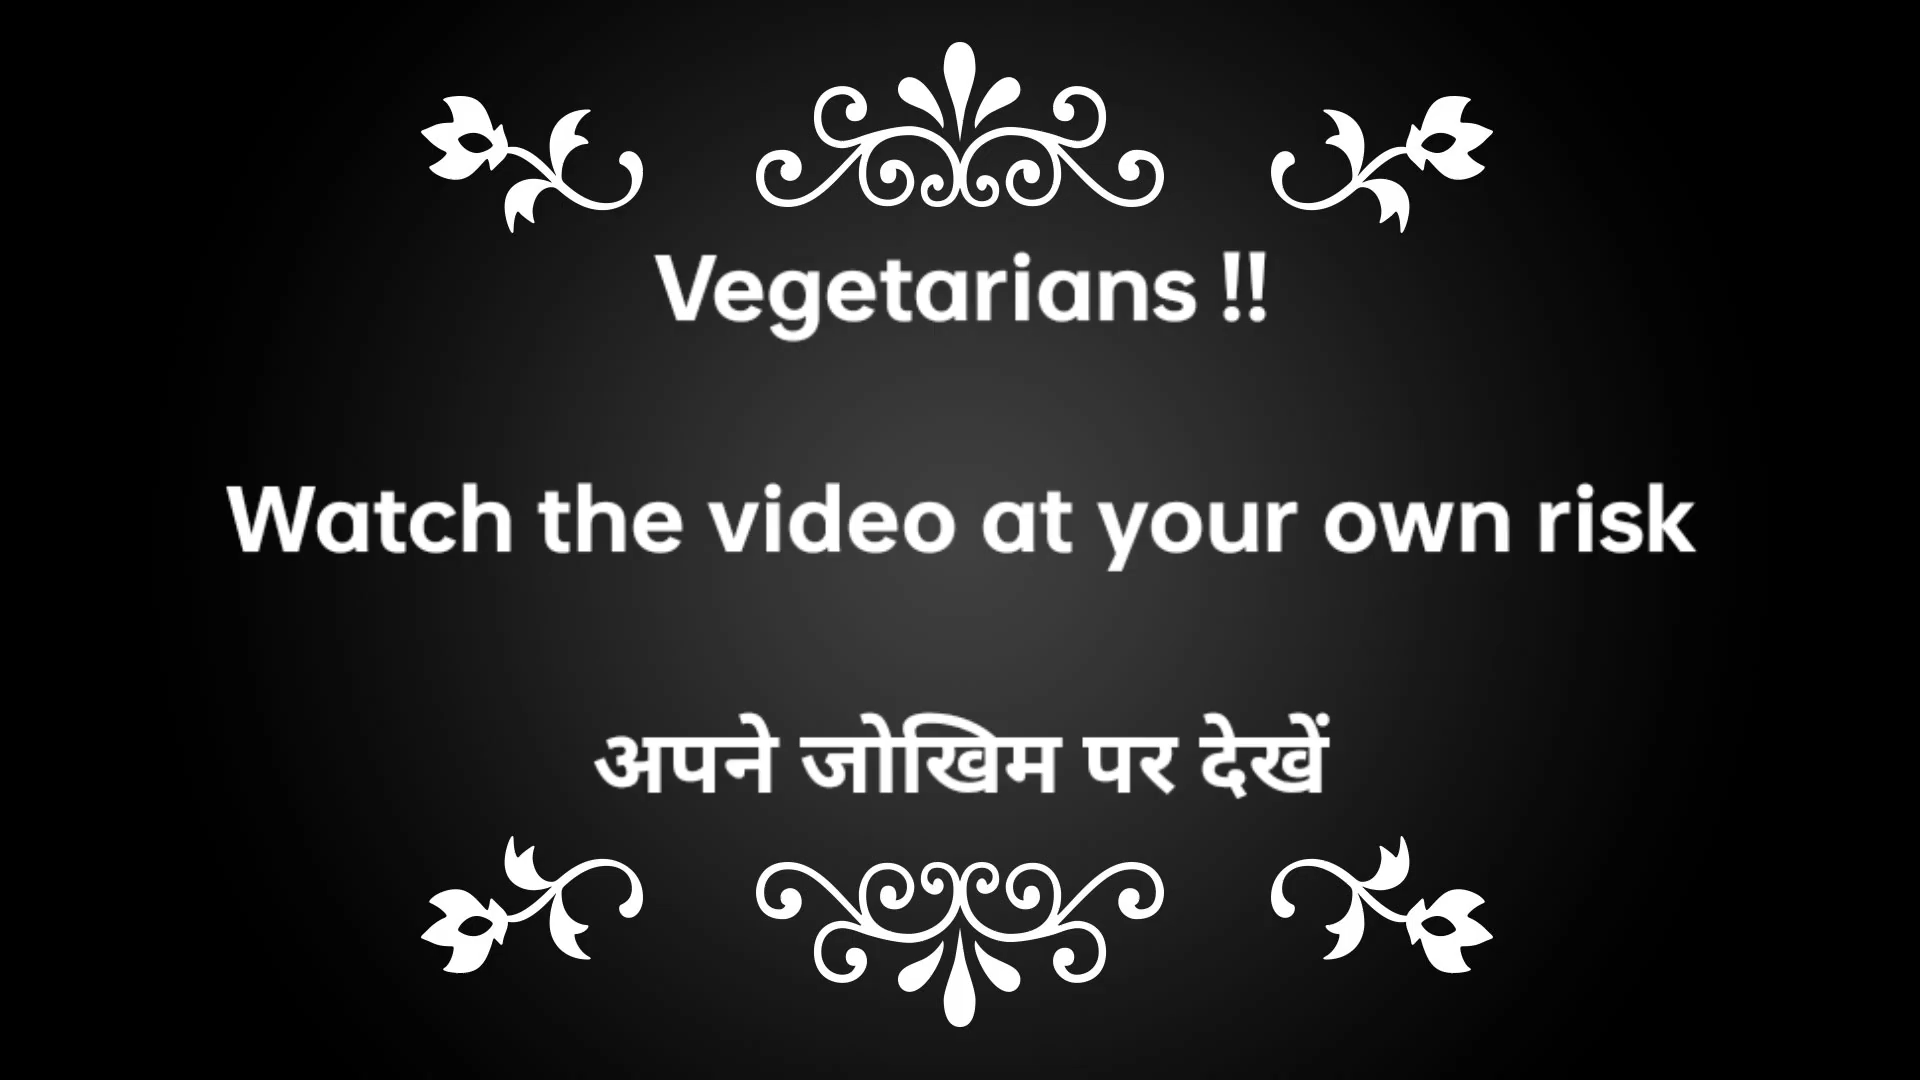 Vegetarians !!
Watch the video at your own risk
अपने जोखिम पर देखें